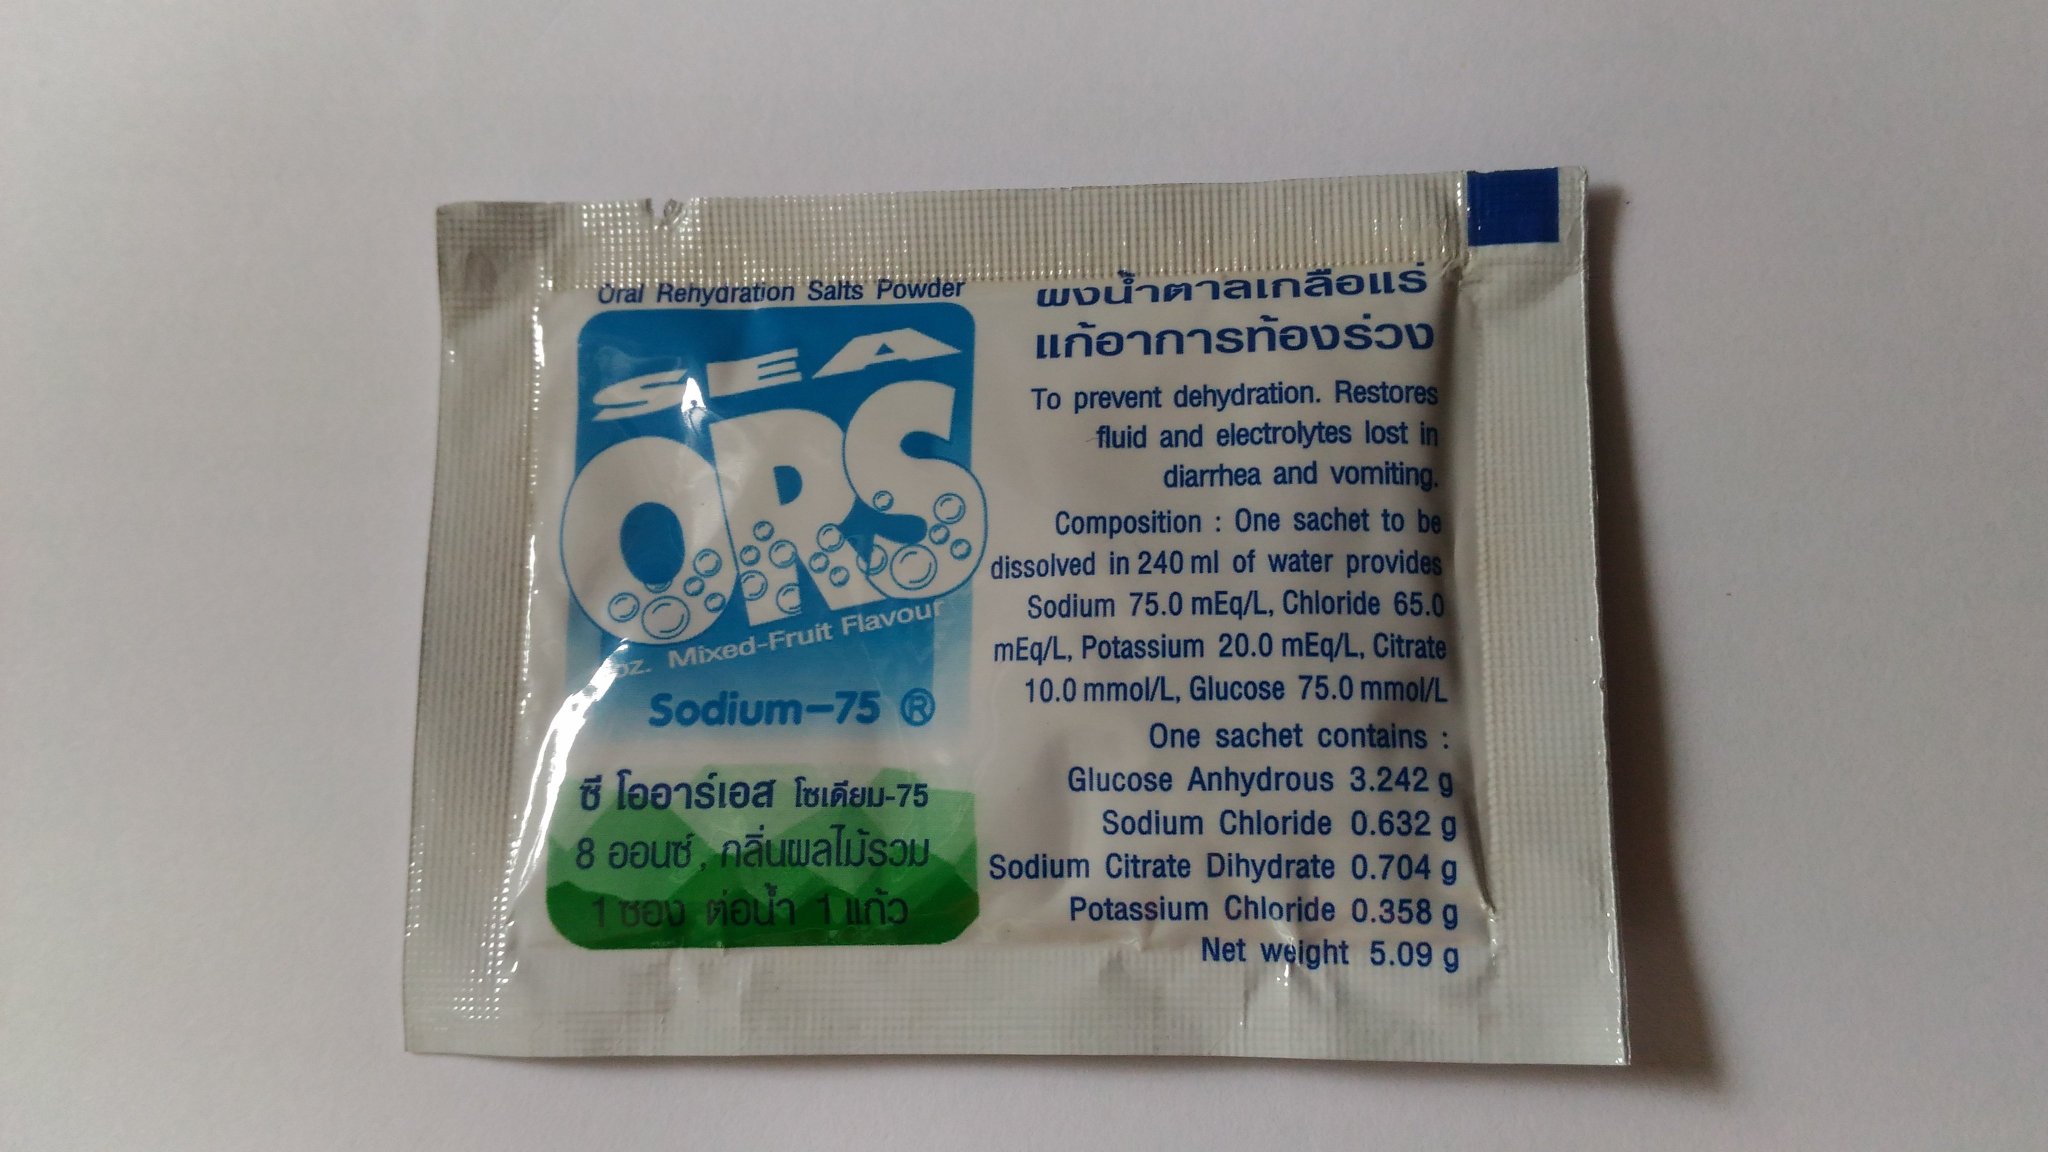 Oral Rehydration Salts Powder
SEA
ORS
oz. Mixed-Fruit Flavour
Sodium-75 ®
ซี โออาร์เอส โซเดียม-75
8 ออนซ์, กลิ่นผลไม้รวม
1 ซอง ต่อน้ำ 1 แก้ว
ผงน้ำตาลเกลือแร่
แก้อาการท้องร่วง
To prevent dehydration. Restores
fluid and electrolytes lost in
diarrhea and vomiting.
Composition : One sachet to be
dissolved in 240 ml of water provides
Sodium 75.0 mEq/L, Chloride 65.0
mEq/L, Potassium 20.0 mEq/L, Citrate
10.0 mmol/L, Glucose 75.0 mmol/L
One sachet contains :
Glucose Anhydrous 3.242 g
Sodium Chloride 0.632 g
Sodium Citrate Dihydrate 0.704 g
Potassium Chloride 0.358 g
Net weight 5.09 g